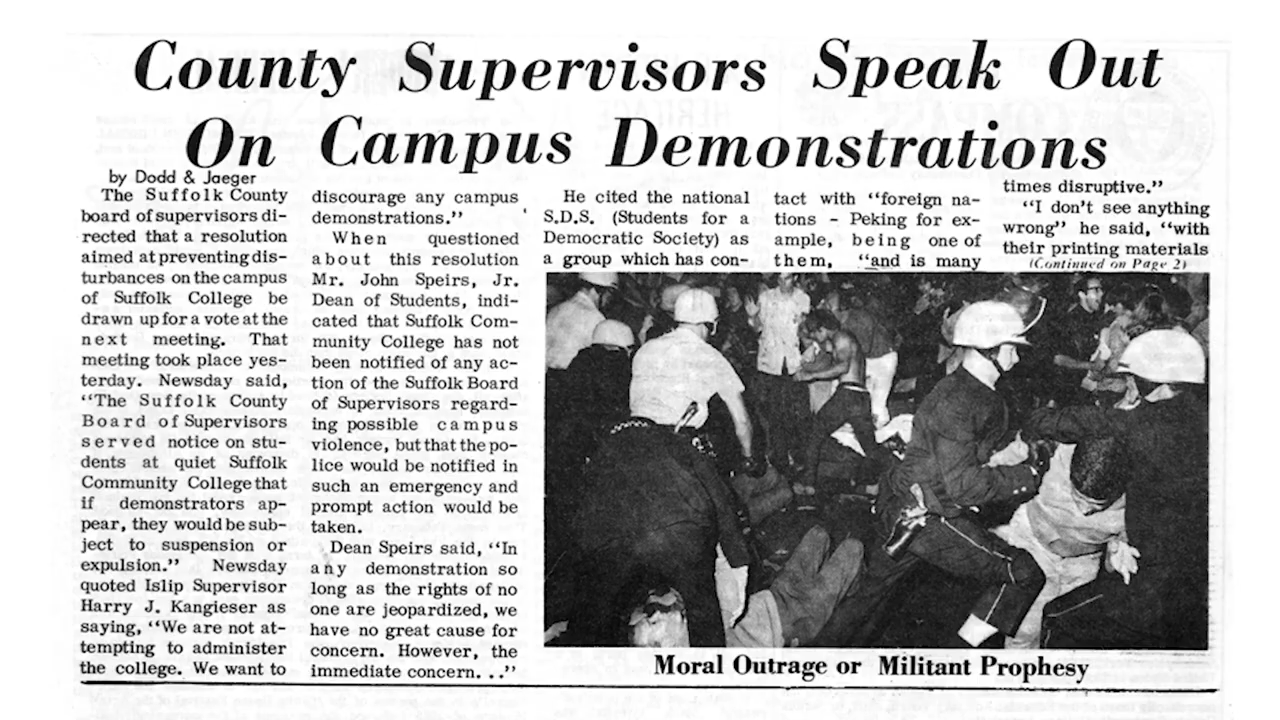 County Supervisors Speak Out
On Campus Demonstrations
by Dodd & Jaeger
The Suffolk County
board of supervisors di-
rected that a resolution
aimed at preventing dis-
turbances on the campus
of Suffolk College be
drawn up for a vote at the
next meeting. That
meeting took place yes-
terday. Newsday said,
“The Suffolk County
Board of Supervisors
served notice on stu-
dents at quiet Suffolk
Community College that
if demonstrators ap-
pear, they would be sub-
ject to suspension or
expulsion.” Newsday
quoted Islip Supervisor
Harry J. Kangieser as
saying, “We are not at-
tempting to administer
the college. We want to
discourage any campus
demonstrations.”
When questioned
about this resolution
Mr. John Speirs, Jr.
Dean of Students, indi-
cated that Suffolk Com-
munity College has not
been notified of any ac-
tion of the Suffolk Board
of Supervisors regard-
ing possible campus
violence, but that the po-
lice would be notified in
such an emergency and
prompt action would be
taken.
Dean Speirs said, “In
any demonstration so
long as the rights of no
one are jeopardized, we
have no great cause for
concern. However, the
immediate concern. . .”
He cited the national
S.D.S. (Students for a
Democratic Society) as
a group which has con-
tact with “foreign na-
tions - Peking for ex-
ample, being one of
them, “and is many
times disruptive.”
“I don’t see anything
wrong” he said, “with
their printing materials
(Continued on Page 2)
Moral Outrage or Militant Prophesy